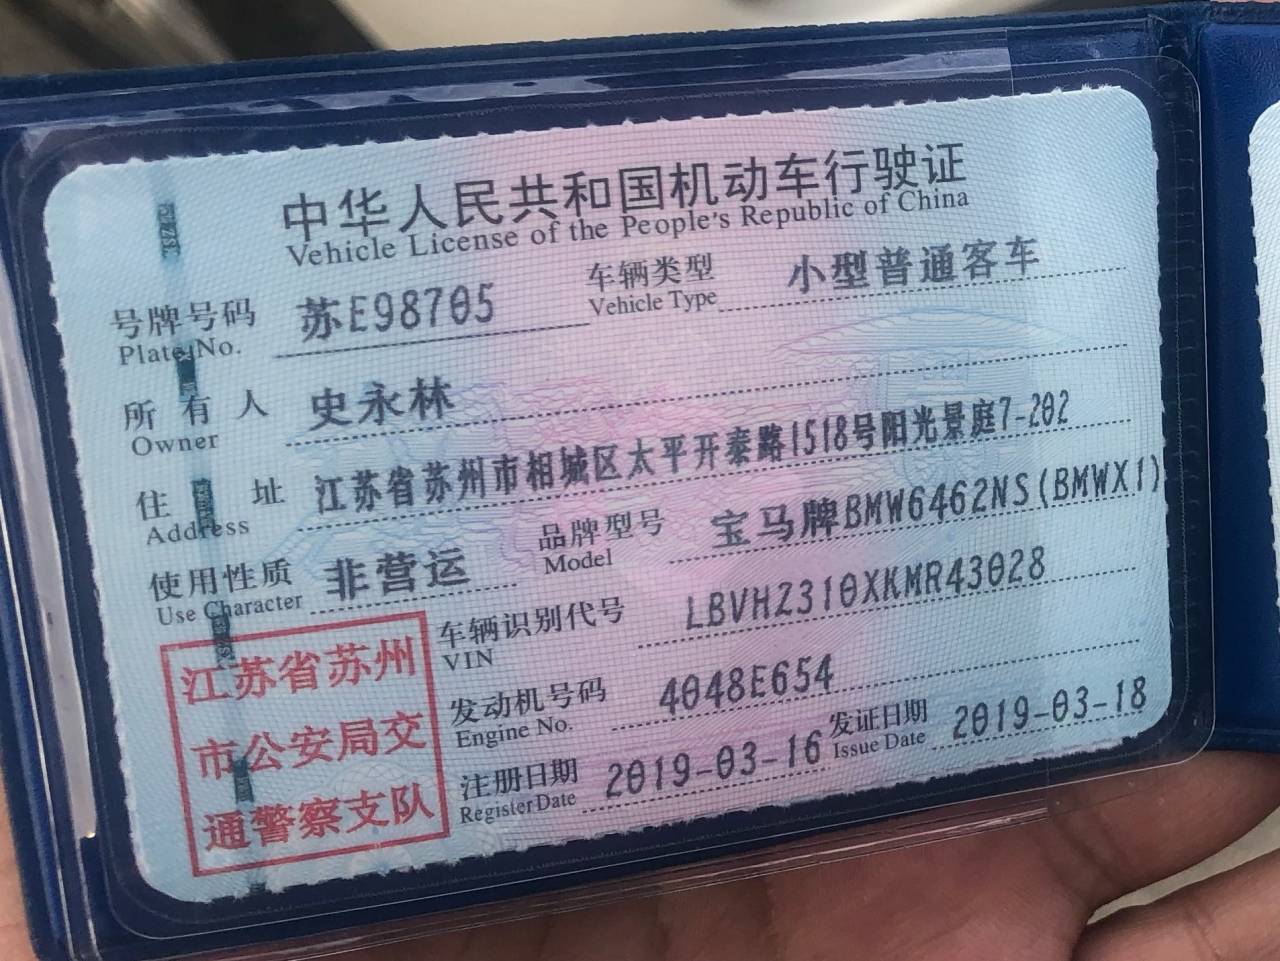 中华人民共和国机动车行驶证
Vehicle License of the People's Republic of China
号牌号码 苏E98705 车辆类型 小型普通客车
Plate No. Vehicle Type
所有人 史永林
Owner
住址 江苏省苏州市相城区太平开泰路1518号阳光景庭7-202
Address
使用性质 非营运 品牌型号 宝马牌BMW6462NS(BMWX1)
Use Character Model
车辆识别代号 LBVHZ310XKMR43028
VIN
发动机号码 4048E654
Engine No.
注册日期 2019-03-16 发证日期 2019-03-18
Register Date Issue Date
江苏省苏州
市公安局交
通警察支队